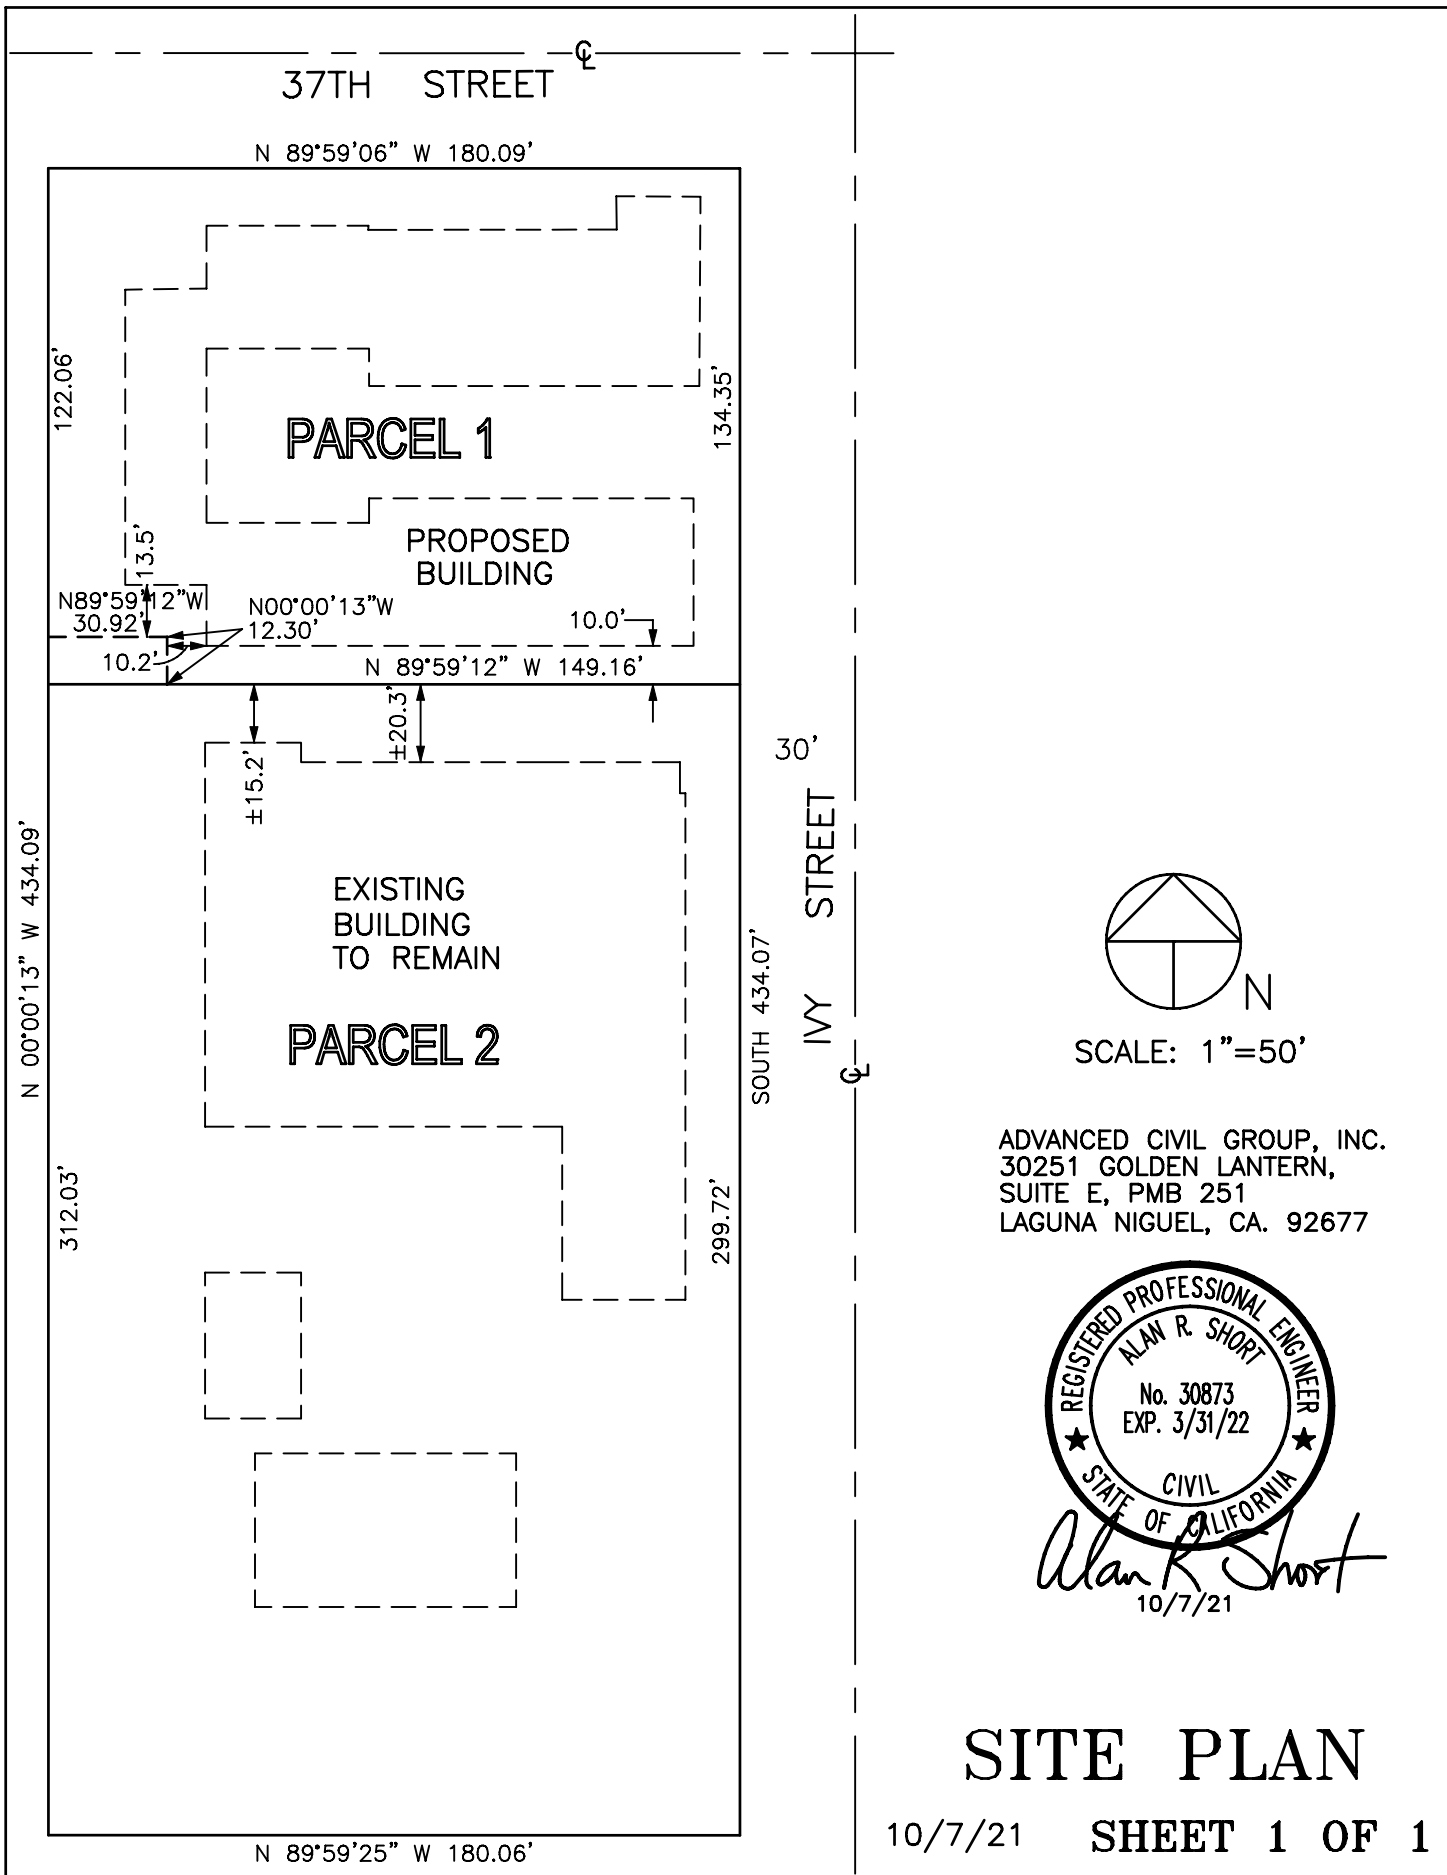 ℄
37TH STREET
N 89°59'06" W 180.09'
122.06'
134.35'
PARCEL 1
PROPOSED
BUILDING
13.5'
N89°59'12"W
30.92'
N00°00'13"W
12.30'
10.0'
10.2'
N 89°59'12" W 149.16'
±15.2'
±20.3'
30'
IVY STREET
℄
N 00°00'13" W 434.09'
EXISTING
BUILDING
TO REMAIN
PARCEL 2
SOUTH 434.07'
312.03'
299.72'
N 89°59'25" W 180.06'
N
SCALE: 1"=50'
ADVANCED CIVIL GROUP, INC.
30251 GOLDEN LANTERN,
SUITE E, PMB 251
LAGUNA NIGUEL, CA. 92677
REGISTERED PROFESSIONAL ENGINEER
ALAN R. SHORT
No. 30873
EXP. 3/31/22
CIVIL
STATE OF CALIFORNIA
Alan R Short
10/7/21
SITE PLAN
10/7/21 SHEET 1 OF 1